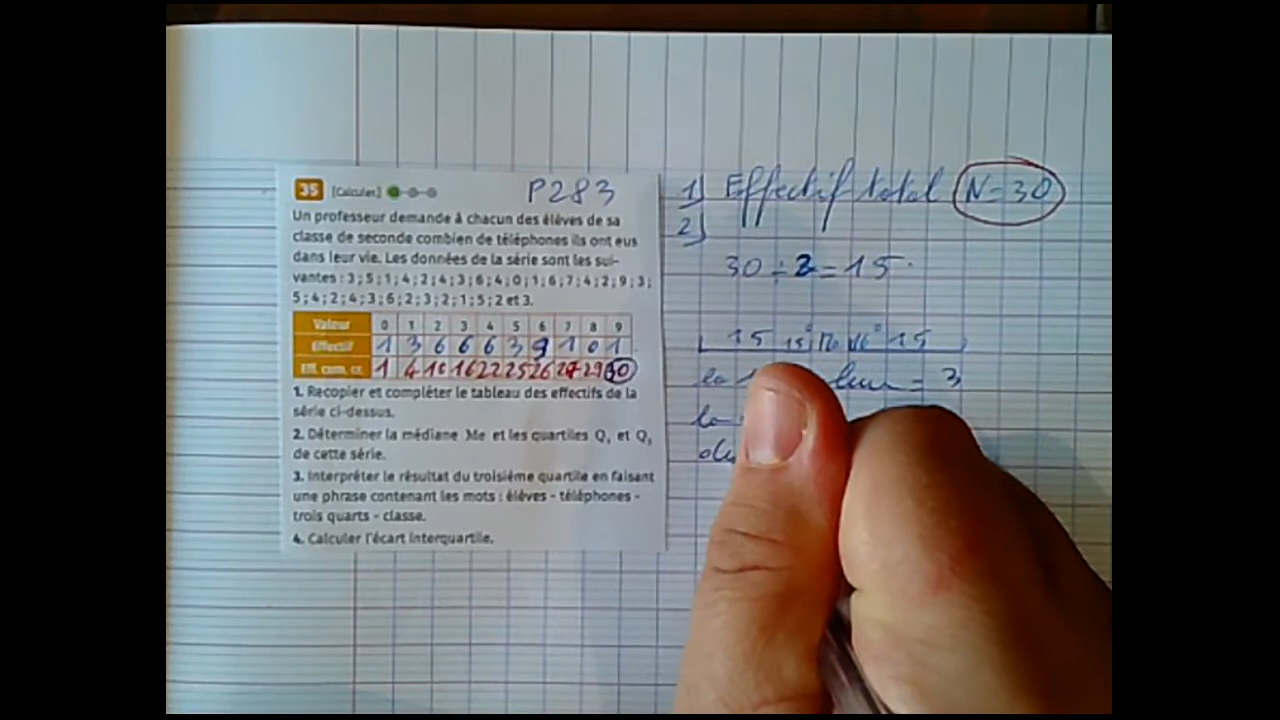 35 [Calculer] P283
Un professeur demande à chacun des élèves de sa
classe de seconde combien de téléphones ils ont eus
dans leur vie. Les données de la série sont les sui-
vantes : 3 ; 5 ; 1 ; 4 ; 2 ; 4 ; 3 ; 6 ; 4 ; 0 ; 1 ; 6 ; 7 ; 4 ; 2 ; 9 ; 3 ;
5 ; 4 ; 2 ; 4 ; 3 ; 6 ; 2 ; 3 ; 2 ; 1 ; 5 ; 2 et 3.
Valeur 0 1 2 3 4 5 6 7 8 9
Effectif 1 3 6 6 6 3 1 0 1
Eff. cum. cr. 1 4 10 16 22 25 26 29 30
1. Recopier et compléter le tableau des effectifs de la
série ci-dessus.
2. Déterminer la médiane Me et les quartiles Q₁ et Q₃
de cette série.
3. Interpréter le résultat du troisième quartile en faisant
une phrase contenant les mots : élèves - téléphones -
trois quarts - classe.
4. Calculer l'écart interquartile.
1) Effectif total N=30
2)
30 ÷ 2 = 15
15 15° Me 16° 15
la = 3